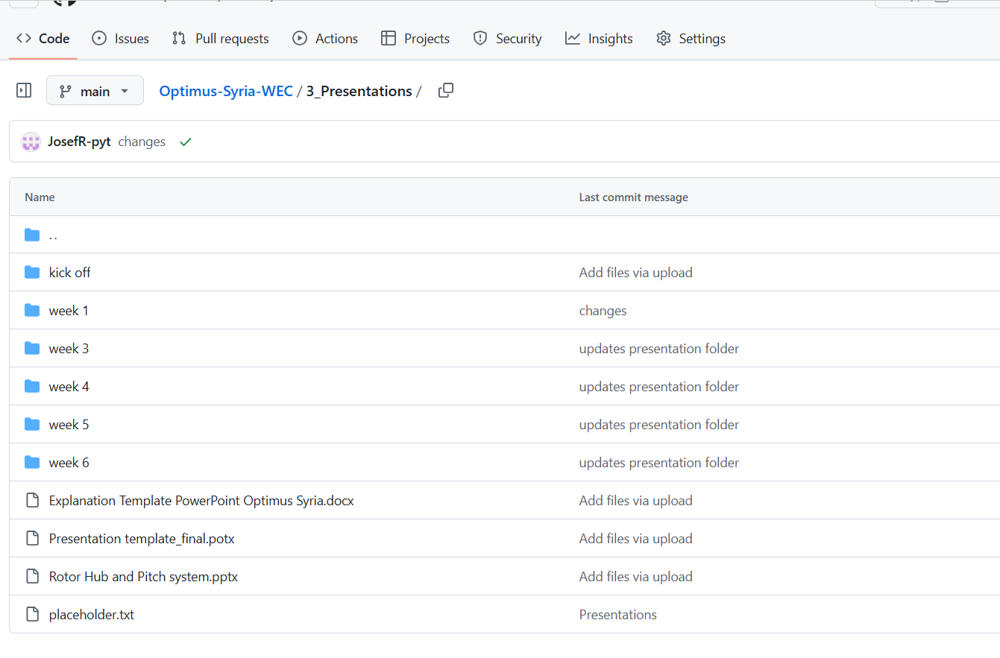 Code Issues Pull requests Actions Projects Security Insights Settings
main Optimus-Syria-WEC / 3_Presentations /
JosefR-pyt changes
Name Last commit message
..
kick off Add files via upload
week 1 changes
week 3 updates presentation folder
week 4 updates presentation folder
week 5 updates presentation folder
week 6 updates presentation folder
Explanation Template PowerPoint Optimus Syria.docx Add files via upload
Presentation template_final.potx Add files via upload
Rotor Hub and Pitch system.pptx Add files via upload
placeholder.txt Presentations